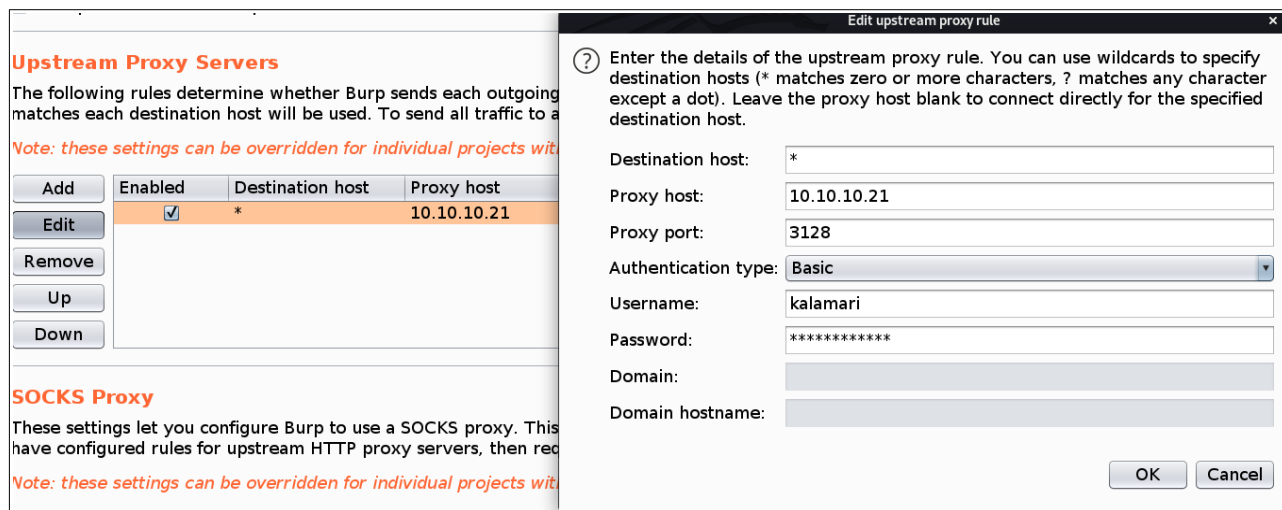 Upstream Proxy Servers
The following rules determine whether Burp sends each outgoing
matches each destination host will be used. To send all traffic to a
Note: these settings can be overridden for individual projects wit
Add
Edit
Remove
Up
Down
Enabled Destination host Proxy host
* 10.10.10.21
SOCKS Proxy
These settings let you configure Burp to use a SOCKS proxy. This
have configured rules for upstream HTTP proxy servers, then req
Note: these settings can be overridden for individual projects wit
Edit upstream proxy rule ×
? Enter the details of the upstream proxy rule. You can use wildcards to specify
destination hosts (* matches zero or more characters, ? matches any character
except a dot). Leave the proxy host blank to connect directly for the specified
destination host.
Destination host: *
Proxy host: 10.10.10.21
Proxy port: 3128
Authentication type: Basic
Username: kalamari
Password: ************
Domain:
Domain hostname:
OK Cancel